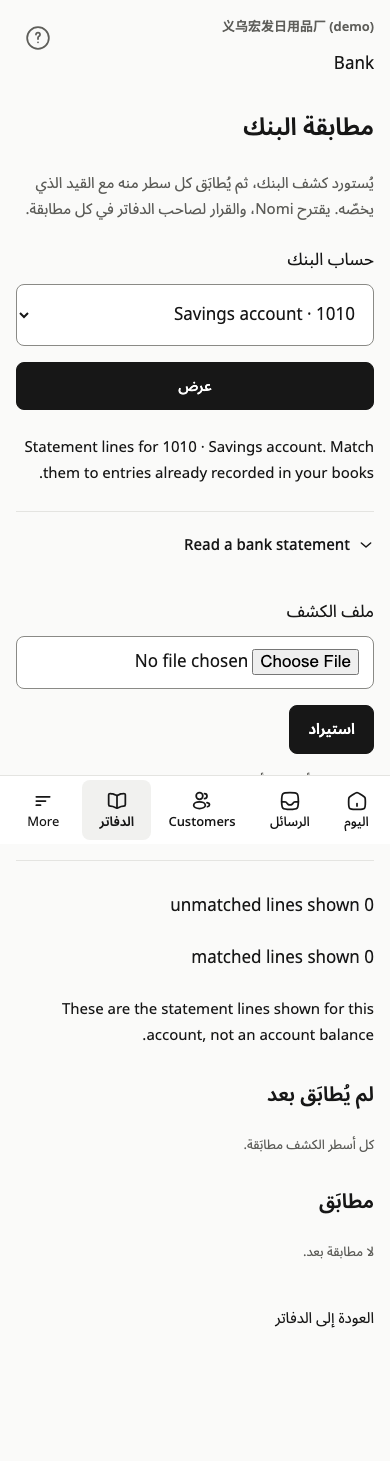 义乌宏发日用品厂 (demo)
Bank
مطابقة البنك
يُستورد كشف البنك، ثم يُطابَق كل سطر منه مع القيد الذي
يخصّه. يقترح Nomi، والقرار لصاحب الدفاتر في كل مطابقة.
حساب البنك
Savings account · 1010
عرض
Statement lines for 1010 · Savings account. Match
them to entries already recorded in your books.
Read a bank statement
ملف الكشف
Choose File No file chosen
استيراد
اليوم
الرسائل
Customers
الدفاتر
More
0 unmatched lines shown
0 matched lines shown
These are the statement lines shown for this
account, not an account balance.
لم يُطابَق بعد
كل أسطر الكشف مطابَقة.
مطابَق
لا مطابقة بعد.
العودة إلى الدفاتر